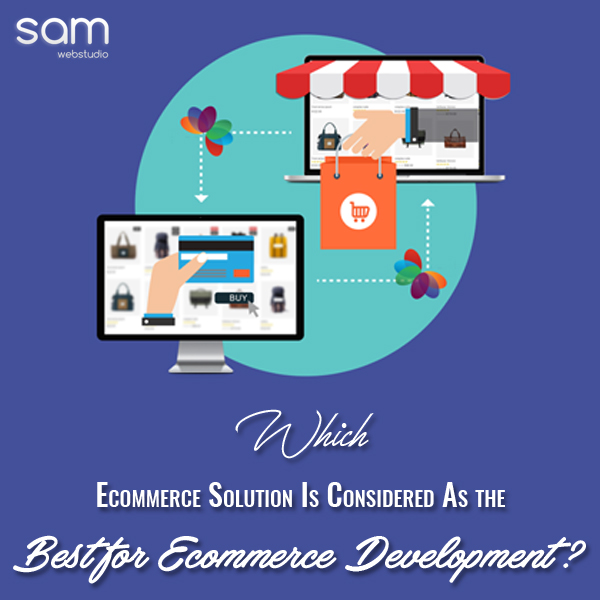 sam
webstudio
BUY
Which
Ecommerce Solution Is Considered As the
Best for Ecommerce Development?